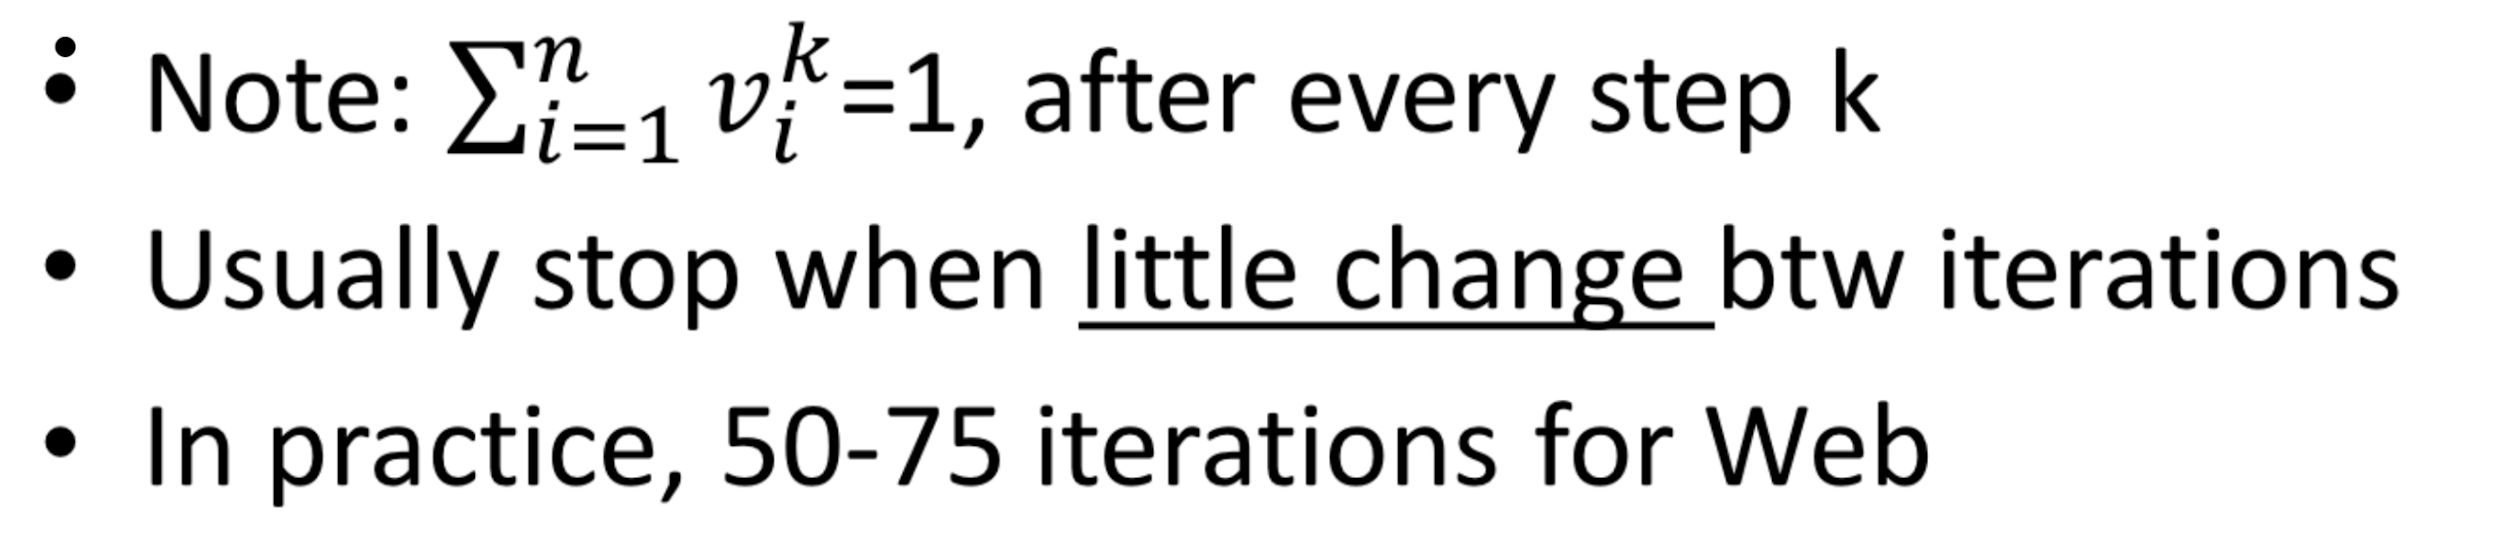 • Note: $\sum_{i=1}^{n} v_i^k$=1, after every step k
• Usually stop when little change btw iterations
• In practice, 50-75 iterations for Web